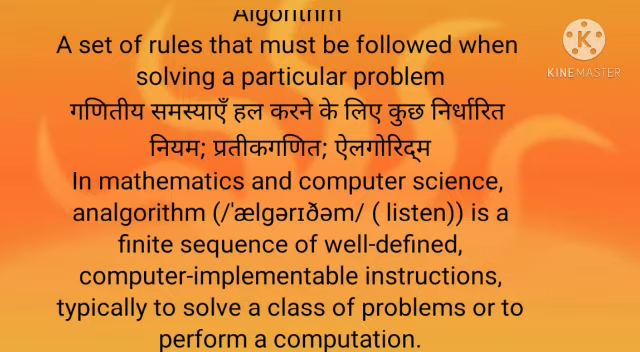 Algorithm
A set of rules that must be followed when
solving a particular problem
गणितीय समस्याएँ हल करने के लिए कुछ निर्धारित
नियम; प्रतीकगणित; ऐलगोरिद्म
In mathematics and computer science,
analgorithm (/ˈælɡərɪðəm/ ( listen)) is a
finite sequence of well-defined,
computer-implementable instructions,
typically to solve a class of problems or to
perform a computation.
K
KINEMASTER